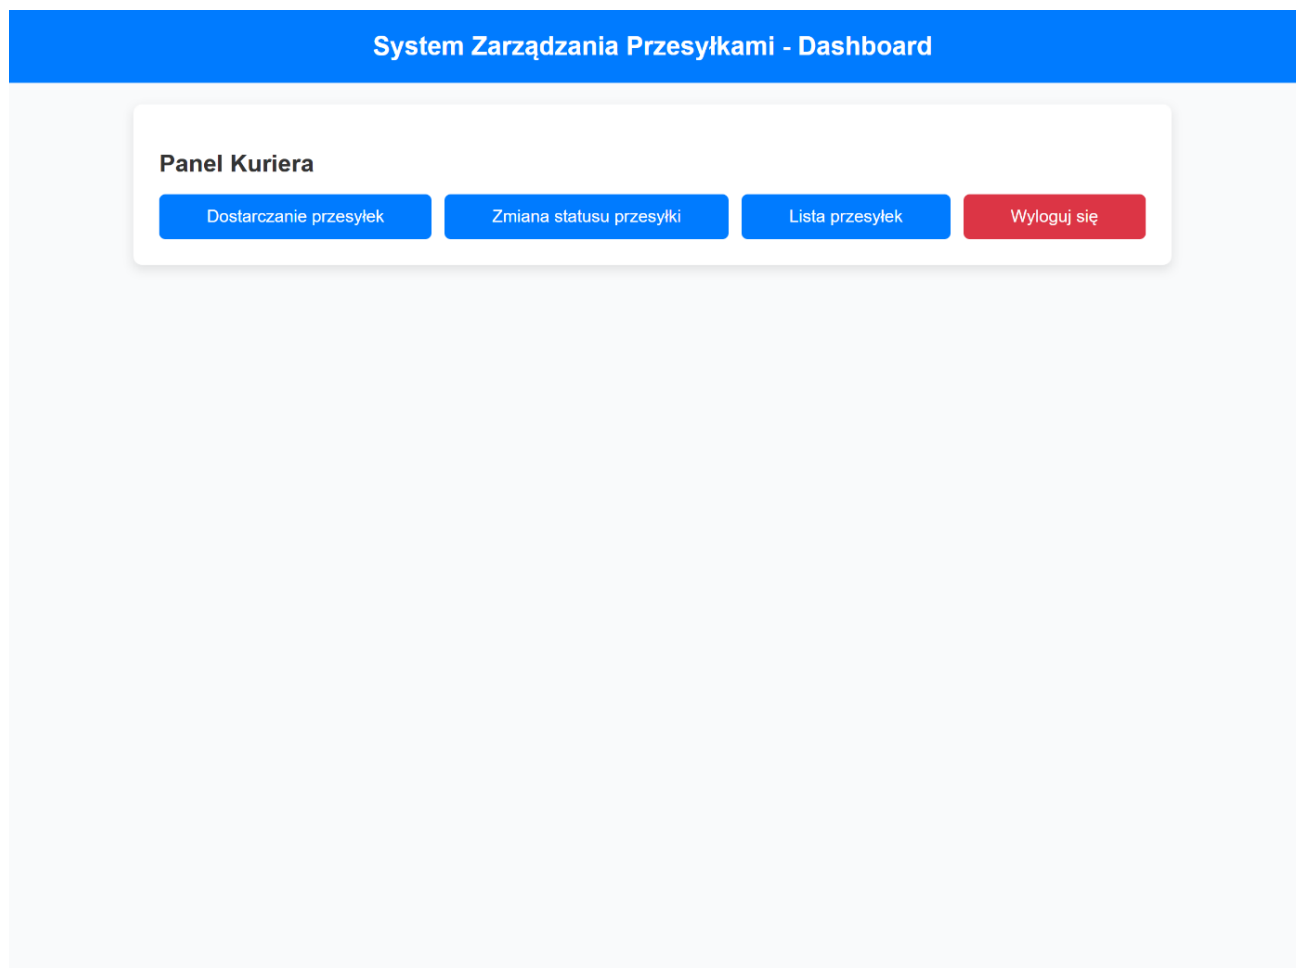 System Zarządzania Przesyłkami - Dashboard
Panel Kuriera
Dostarczanie przesyłek
Zmiana statusu przesyłki
Lista przesyłek
Wyloguj się